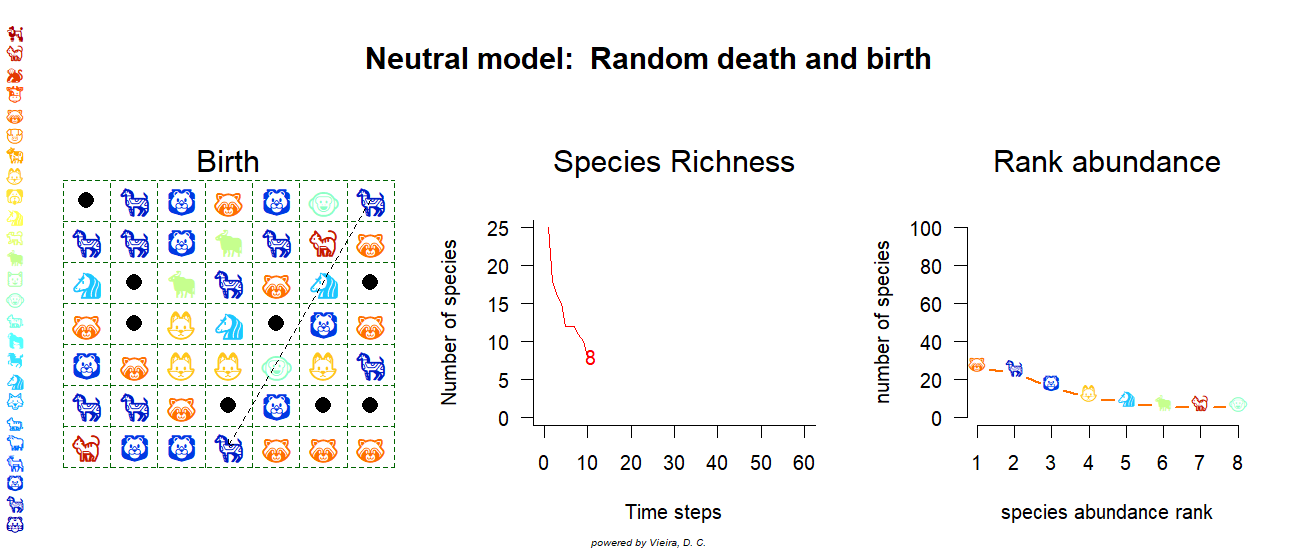 Neutral model:  Random death and birth
Birth
Species Richness
Number of species
25
20
15
10
5
0
8
0 10 20 30 40 50 60
Time steps
Rank abundance
number of species
100
80
60
40
20
0
1 2 3 4 5 6 7 8
species abundance rank
powered by Vieira, D. C.